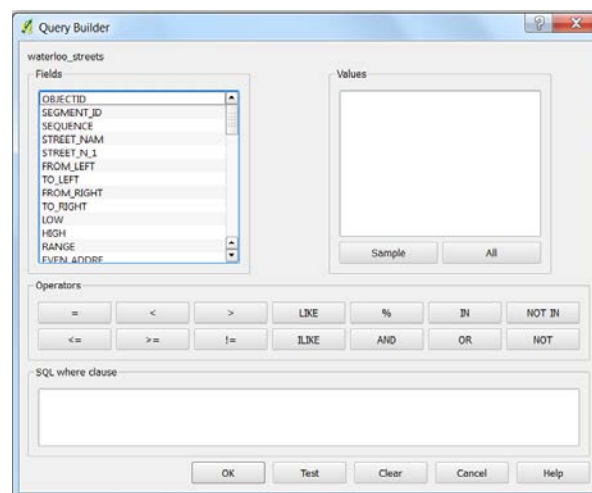 Query Builder
waterloo_streets
Fields
OBJECTID
SEGMENT_ID
SEQUENCE
STREET_NAM
STREET_N_1
FROM_LEFT
TO_LEFT
FROM_RIGHT
TO_RIGHT
LOW
HIGH
RANGE
EVEN_ADDRE
Values
Sample All
Operators
= < > LIKE % IN NOT IN
<= >= != ILIKE AND OR NOT
SQL where clause
OK Test Clear Cancel Help